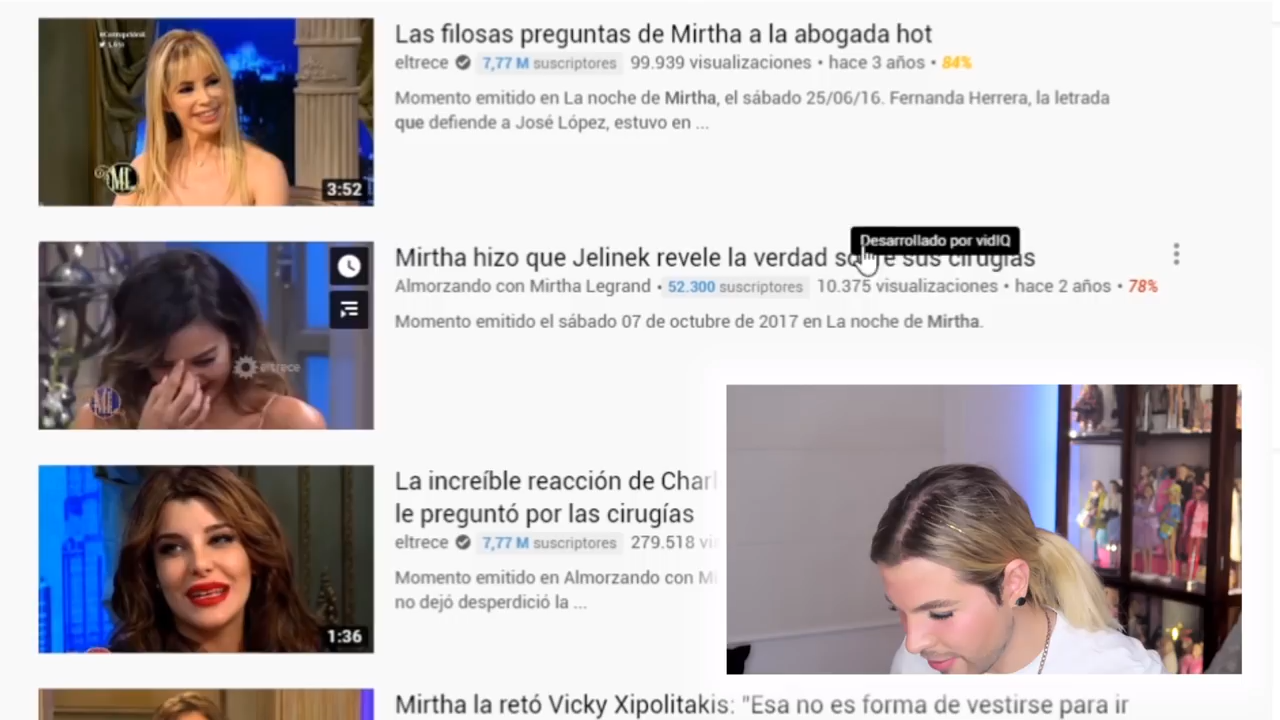 Las filosas preguntas de Mirtha a la abogada hot
eltrece 7,77 M suscriptores 99.939 visualizaciones • hace 3 años • 84%
Momento emitido en La noche de Mirtha, el sábado 25/06/16. Fernanda Herrera, la letrada
que defiende a José López, estuvo en ...
3:52
Desarrollado por vidIQ
Mirtha hizo que Jelinek revele la verdad sobre sus cirugías
Almorzando con Mirtha Legrand • 52.300 suscriptores 10.375 visualizaciones • hace 2 años • 78%
Momento emitido el sábado 07 de octubre de 2017 en La noche de Mirtha.
eltrece
La increíble reacción de Charl
le preguntó por las cirugías
eltrece 7,77 M suscriptores 279.518 vi
Momento emitido en Almorzando con Mi
no dejó desperdició la ...
1:36
Mirtha la retó Vicky Xipolitakis: "Esa no es forma de vestirse para ir